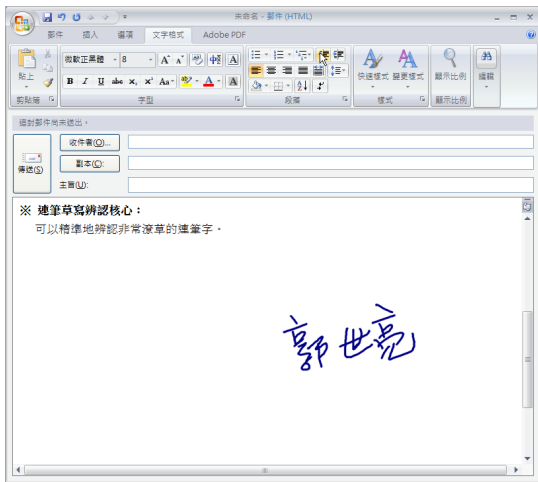 未命名 - 郵件 (HTML)
郵件 插入 選項 文字格式 Adobe PDF
貼上
微軟正黑體 8
B I U abc x₂ x² Aa
快速樣式 變更樣式
顯示比例
編輯
剪貼簿 字型 段落 樣式 顯示比例
這封郵件尚未送出。
傳送(S)
收件者(O)...
副本(C):
主旨(U):
※ 連筆草寫辨認核心：
可以精準地辨認非常潦草的連筆字。
郭世亮